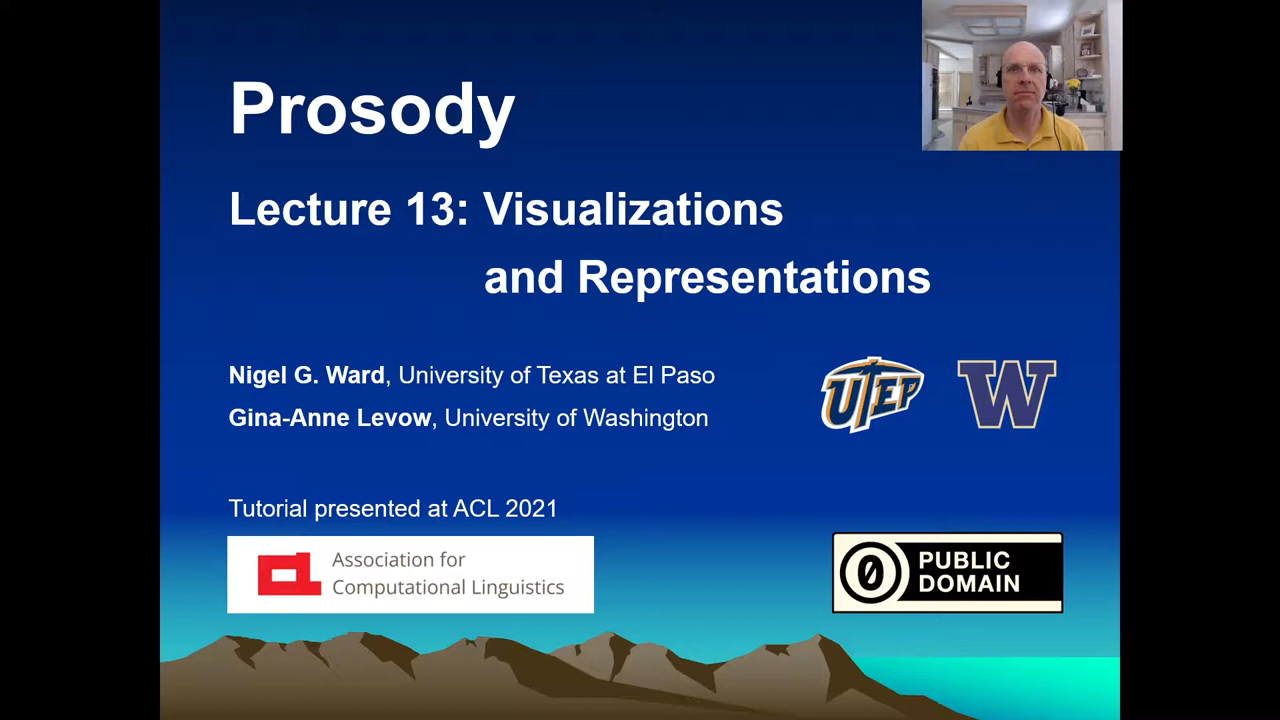 Prosody
Lecture 13: Visualizations
and Representations
Nigel G. Ward, University of Texas at El Paso
Gina-Anne Levow, University of Washington
UTEP
W
Tutorial presented at ACL 2021
Association for
Computational Linguistics
0
PUBLIC
DOMAIN